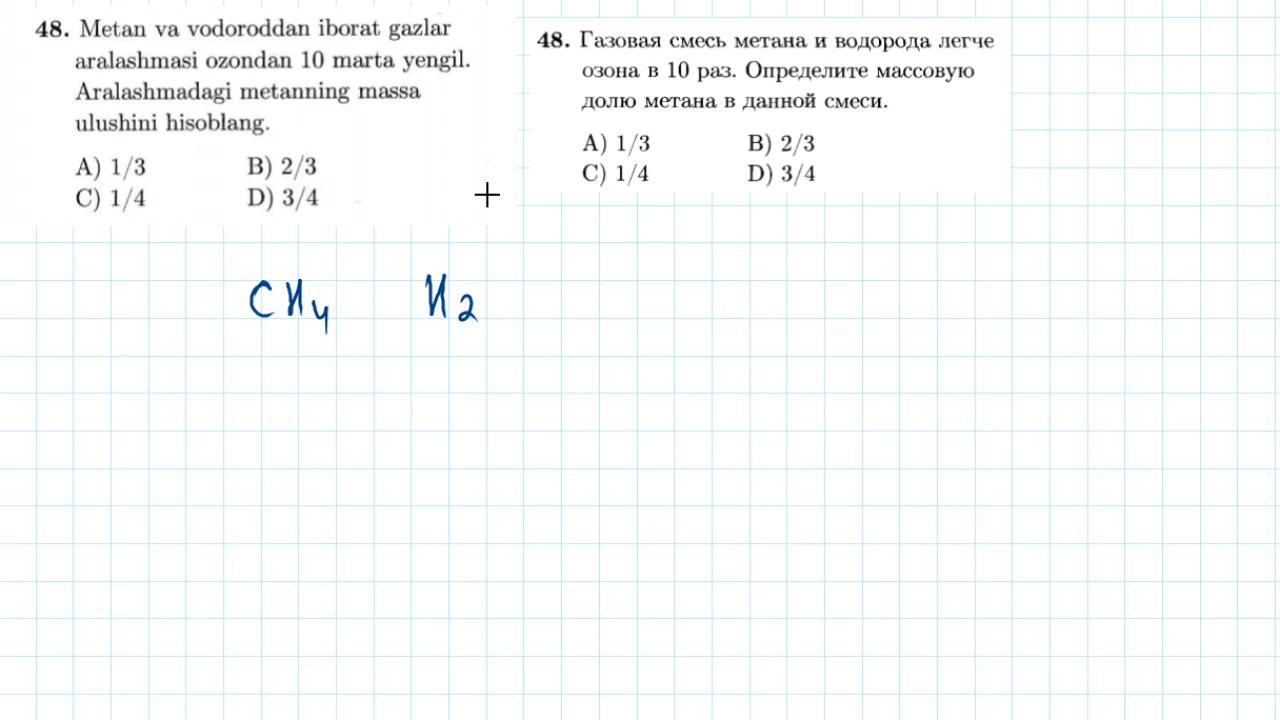 48. Metan va vodoroddan iborat gazlar
aralashmasi ozondan 10 marta yengil.
Aralashmadagi metanning massa
ulushini hisoblang.
A) 1/3 B) 2/3
C) 1/4 D) 3/4
48. Газовая смесь метана и водорода легче
озона в 10 раз. Определите массовую
долю метана в данной смеси.
A) 1/3 B) 2/3
C) 1/4 D) 3/4
CH4 H2